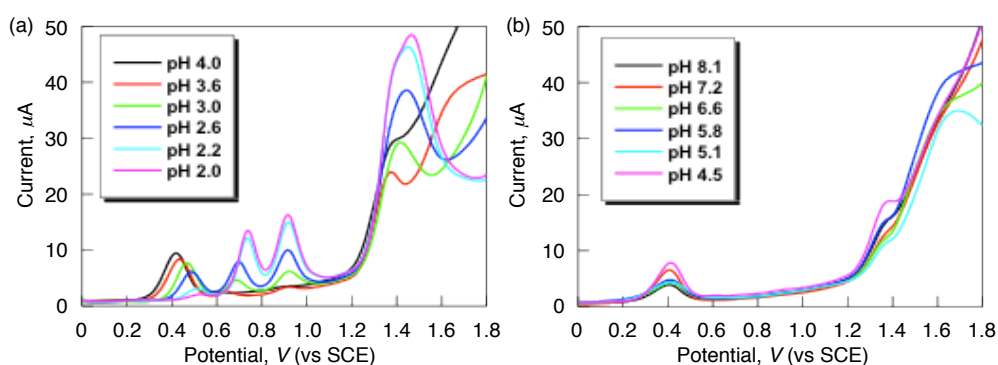 (a)
50
40
30
20
10
0
Current, μA
pH 4.0
pH 3.6
pH 3.0
pH 2.6
pH 2.2
pH 2.0
0 0.2 0.4 0.6 0.8 1.0 1.2 1.4 1.6 1.8
Potential, V (vs SCE)
(b)
50
40
30
20
10
0
Current, μA
pH 8.1
pH 7.2
pH 6.6
pH 5.8
pH 5.1
pH 4.5
0 0.2 0.4 0.6 0.8 1.0 1.2 1.4 1.6 1.8
Potential, V (vs SCE)